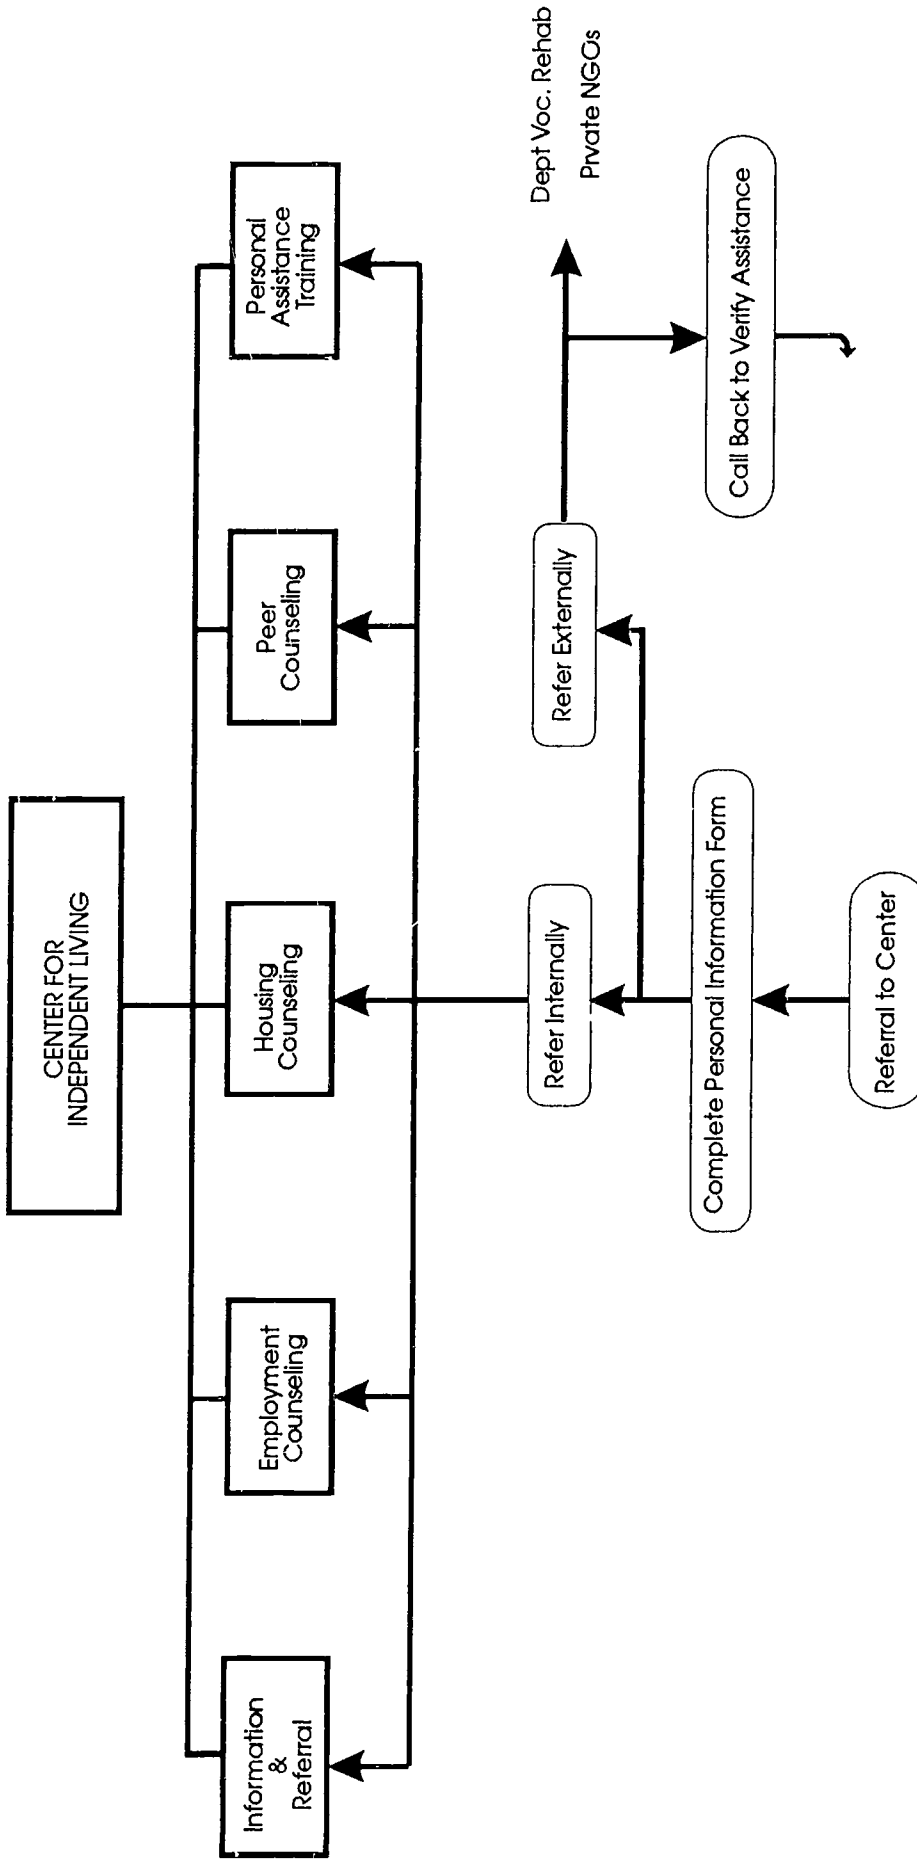 CENTER FOR
INDEPENDENT LIVING
Information
&
Referral
Employment
Counseling
Housing
Counseling
Peer
Counseling
Personal
Assistance
Training
Refer Internally
Refer Externally
Dept Voc. Rehab
Prvate NGOs
Complete Personal Information Form
Call Back to Verify Assistance
Referral to Center